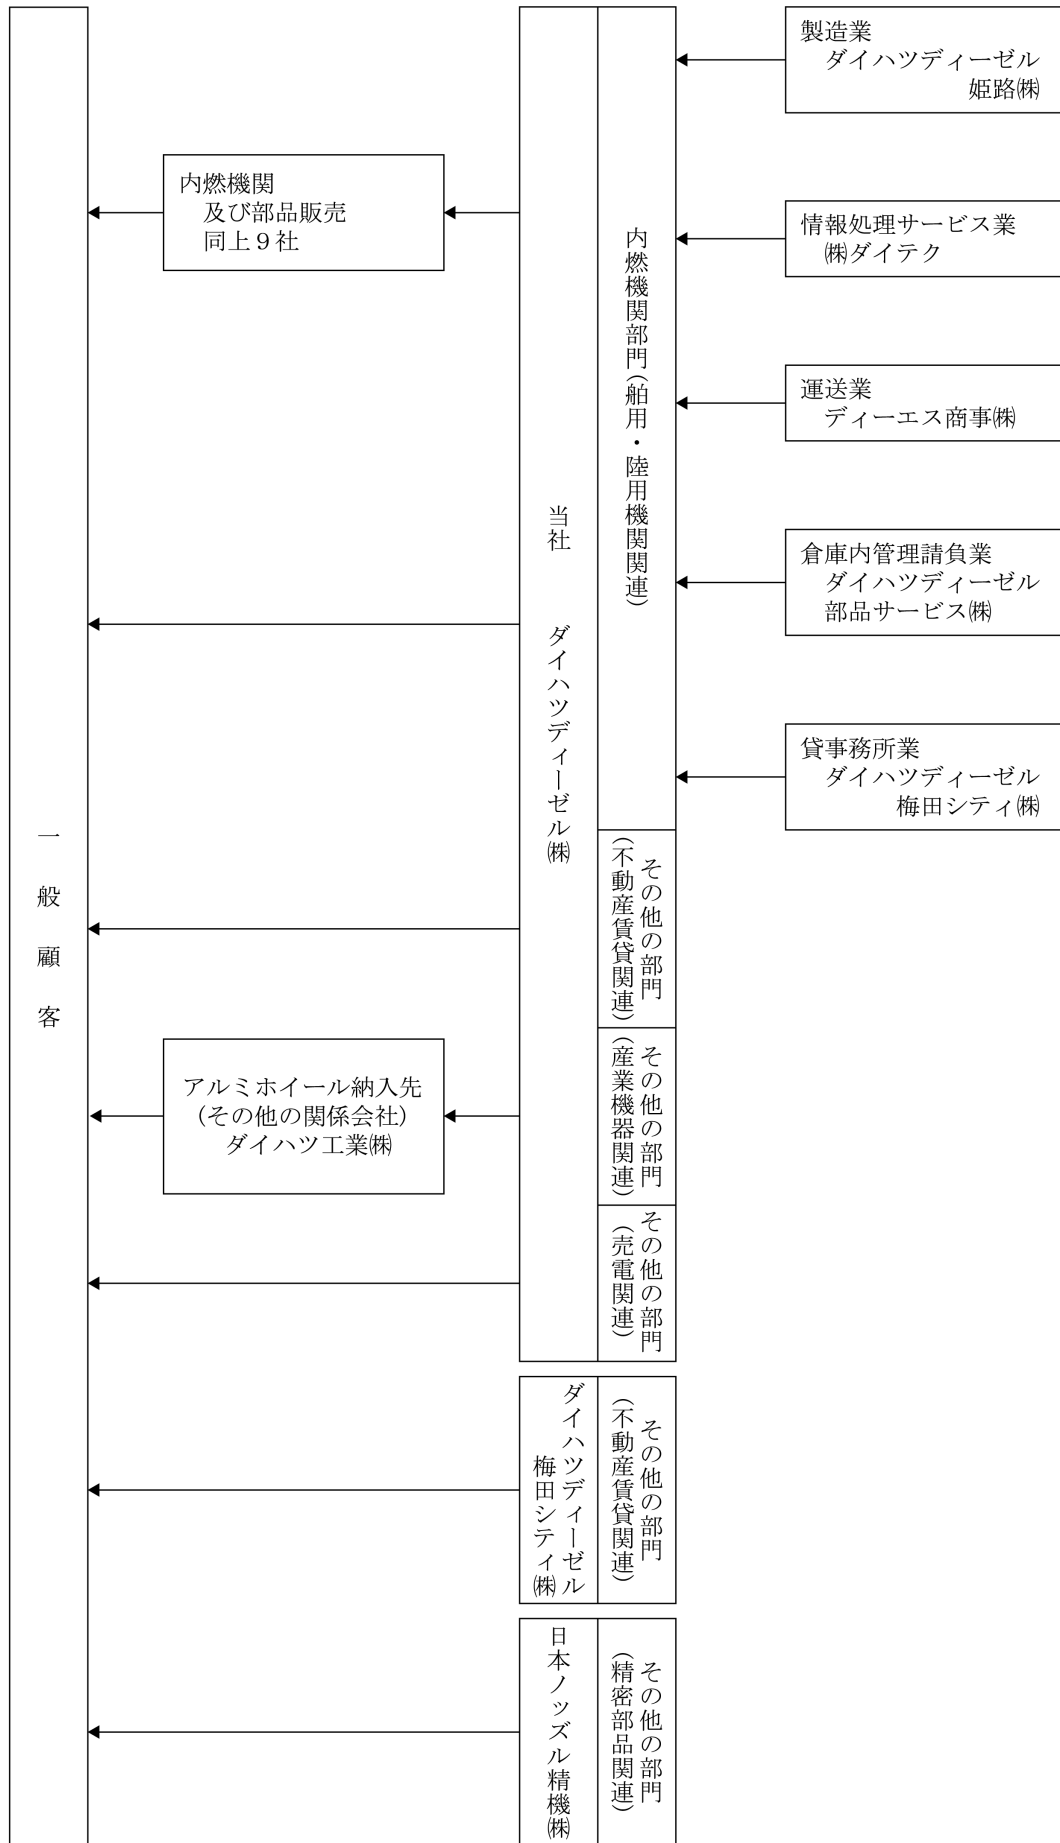 一般顧客
内燃機関
及び部品販売
同上９社
アルミホイール納入先
(その他の関係会社)
ダイハツ工業㈱
当社　ダイハツディーゼル㈱
内燃機関部門(舶用・陸用機関関連)
その他の部門
(不動産賃貸関連)
その他の部門
(産業機器関連)
その他の部門
(売電関連)
ダイハツディーゼル
梅田シティ㈱
その他の部門
(不動産賃貸関連)
日本ノッズル精機㈱
その他の部門
(精密部品関連)
製造業
ダイハツディーゼル
姫路㈱
情報処理サービス業
㈱ダイテク
運送業
ディーエス商事㈱
倉庫内管理請負業
ダイハツディーゼル
部品サービス㈱
貸事務所業
ダイハツディーゼル
梅田シティ㈱